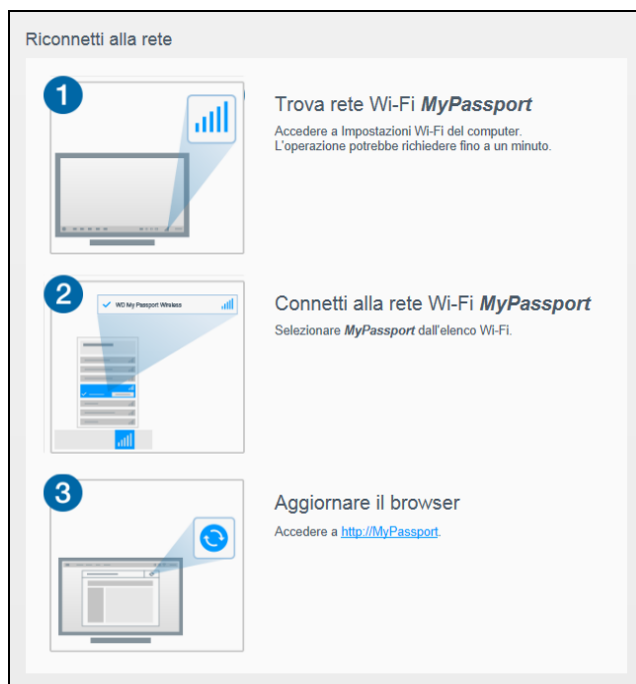 Riconnetti alla rete
1
Trova rete Wi-Fi MyPassport
Accedere a Impostazioni Wi-Fi del computer.
L'operazione potrebbe richiedere fino a un minuto.
2
WD My Passport Wireless
Connetti alla rete Wi-Fi MyPassport
Selezionare MyPassport dall'elenco Wi-Fi.
3
Aggiornare il browser
Accedere a http://MyPassport.